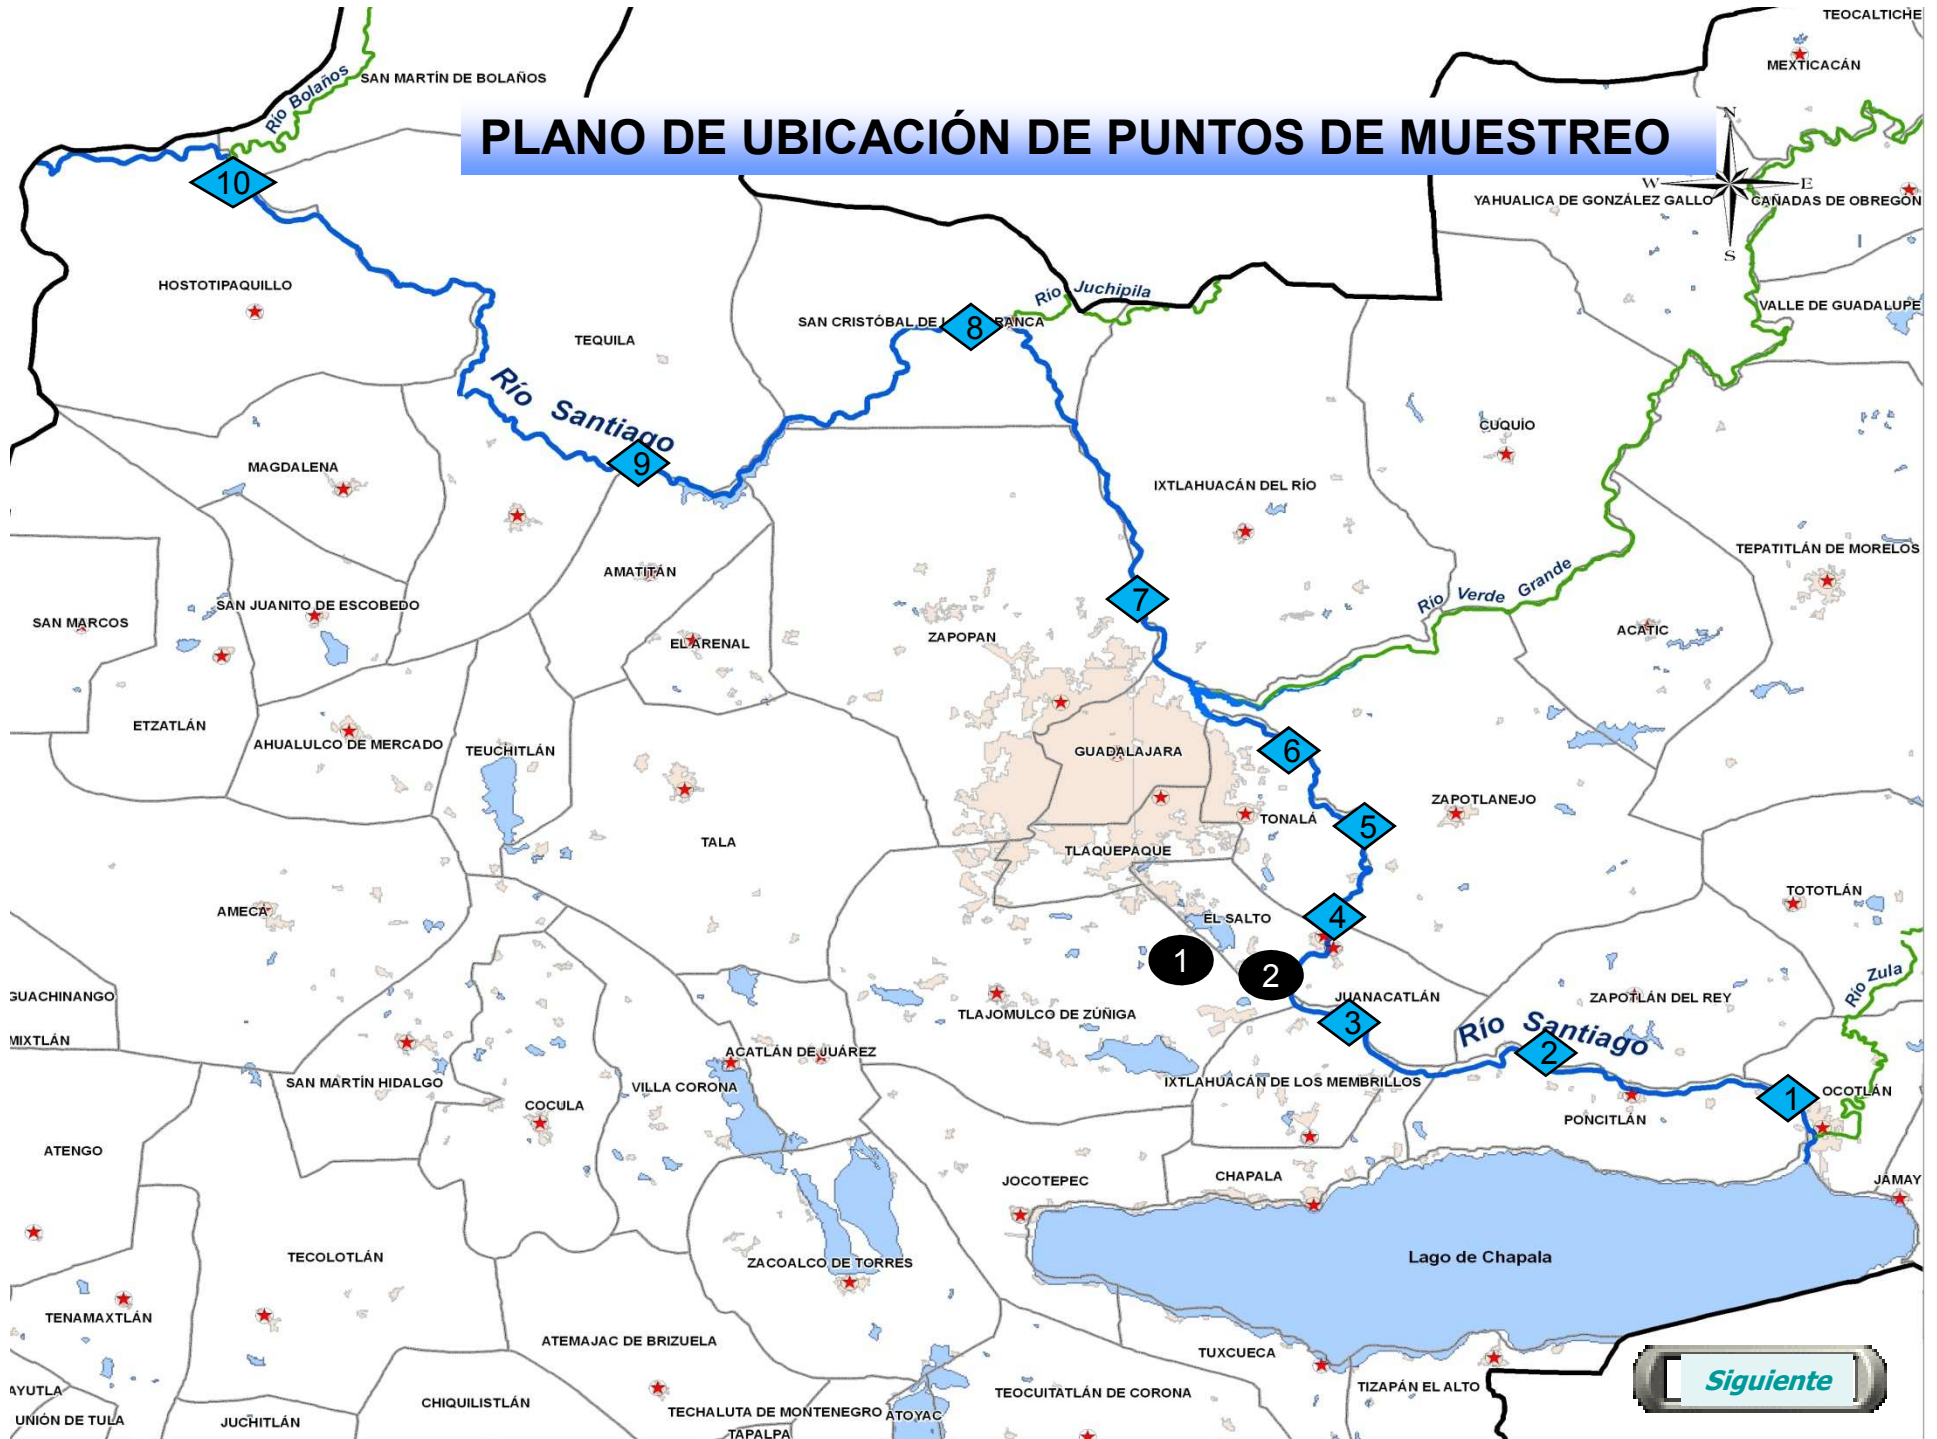 TEOCALTICHE
MEXTICACÁN
SAN MARTÍN DE BOLAÑOS
Río Bolaños
PLANO DE UBICACIÓN DE PUNTOS DE MUESTREO
N
W
E
S
10
YAHUALICA DE GONZÁLEZ GALLO
CAÑADAS DE OBREGÓN
HOSTOTIPAQUILLO
Río Juchipila
VALLE DE GUADALUPE
SAN CRISTÓBAL DE
RANCA
8
TEQUILA
Río Santiago
CUQUÍO
9
MAGDALENA
IXTLAHUACÁN DEL RÍO
TEPATITLÁN DE MORELOS
AMATITÁN
Río Verde Grande
7
SAN JUANITO DE ESCOBEDO
SAN MARCOS
ZAPOPAN
EL ARENAL
ACATIC
ETZATLÁN
AHUALULCO DE MERCADO
TEUCHITLÁN
GUADALAJARA
6
ZAPOTLANEJO
5
TONALÁ
TALA
TLAQUEPAQUE
TOTOTLÁN
AMECA
EL SALTO
4
1
2
Río Zula
GUACHINANGO
JUANACATLÁN
ZAPOTLÁN DEL REY
TLAJOMULCO DE ZÚÑIGA
3
Río Santiago
MIXTLÁN
ACATLÁN DE JUÁREZ
2
SAN MARTÍN HIDALGO
VILLA CORONA
IXTLAHUACÁN DE LOS MEMBRILLOS
1
OCOTLÁN
COCULA
PONCITLÁN
ATENGO
JOCOTEPEC
CHAPALA
JAMAY
TECOLOTLÁN
ZACOALCO DE TORRES
Lago de Chapala
TENAMAXTLÁN
ATEMAJAC DE BRIZUELA
TUXCUECA
Siguiente
AYUTLA
TEOCUITATLÁN DE CORONA
TIZAPÁN EL ALTO
CHIQUILISTLÁN
TECHALUTA DE MONTENEGRO
ATOYAC
UNIÓN DE TULA
JUCHITLÁN
TAPALPA